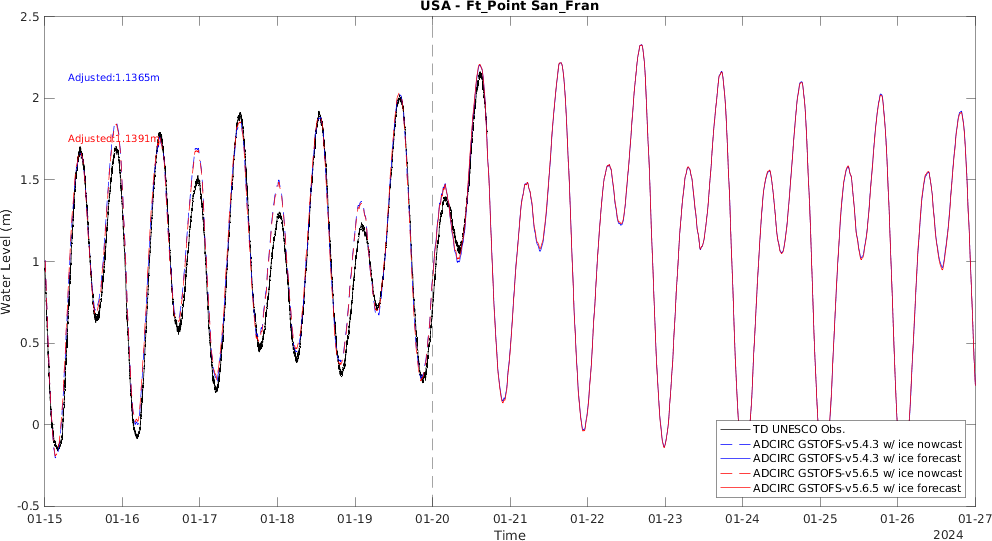 USA - Ft_Point San_Fran
2.5
2
1.5
1
0.5
0
-0.5
Water Level (m)
Adjusted:1.1365m
Adjusted:1.1391m
TD UNESCO Obs.
ADCIRC GSTOFS-v5.4.3 w/ ice nowcast
ADCIRC GSTOFS-v5.4.3 w/ ice forecast
ADCIRC GSTOFS-v5.6.5 w/ ice nowcast
ADCIRC GSTOFS-v5.6.5 w/ ice forecast
01-15 01-16 01-17 01-18 01-19 01-20 01-21 01-22 01-23 01-24 01-25 01-26 01-27
Time
2024